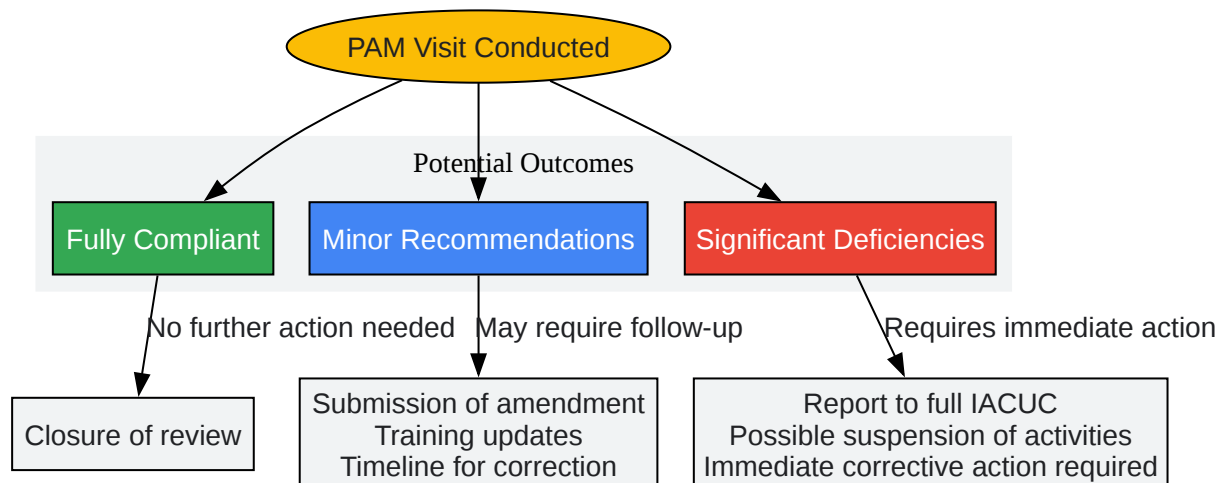 PAM Visit Conducted
Potential Outcomes
Fully Compliant
Minor Recommendations
Significant Deficiencies
No further action needed
May require follow-up
Requires immediate action
Closure of review
Submission of amendment
Training updates
Timeline for correction
Report to full IACUC
Possible suspension of activities
Immediate corrective action required